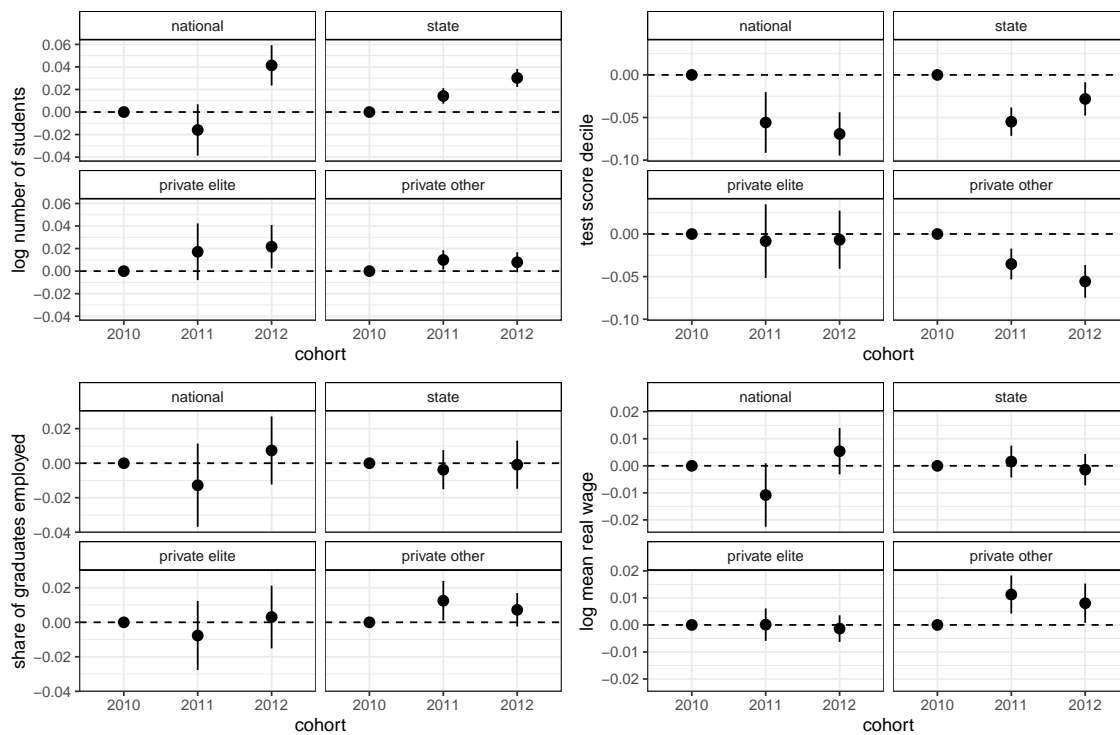 log number of students
national
state
0.06
0.04
0.02
0.00
−0.02
−0.04
private elite
private other
0.06
0.04
0.02
0.00
−0.02
−0.04
2010 2011 2012
2010 2011 2012
cohort
test score decile
national
state
0.00
−0.05
−0.10
private elite
private other
0.00
−0.05
−0.10
2010 2011 2012
2010 2011 2012
cohort
share of graduates employed
national
state
0.02
0.00
−0.02
−0.04
private elite
private other
0.02
0.00
−0.02
−0.04
2010 2011 2012
2010 2011 2012
cohort
log mean real wage
national
state
0.02
0.01
0.00
−0.01
−0.02
private elite
private other
0.02
0.01
0.00
−0.01
−0.02
2010 2011 2012
2010 2011 2012
cohort